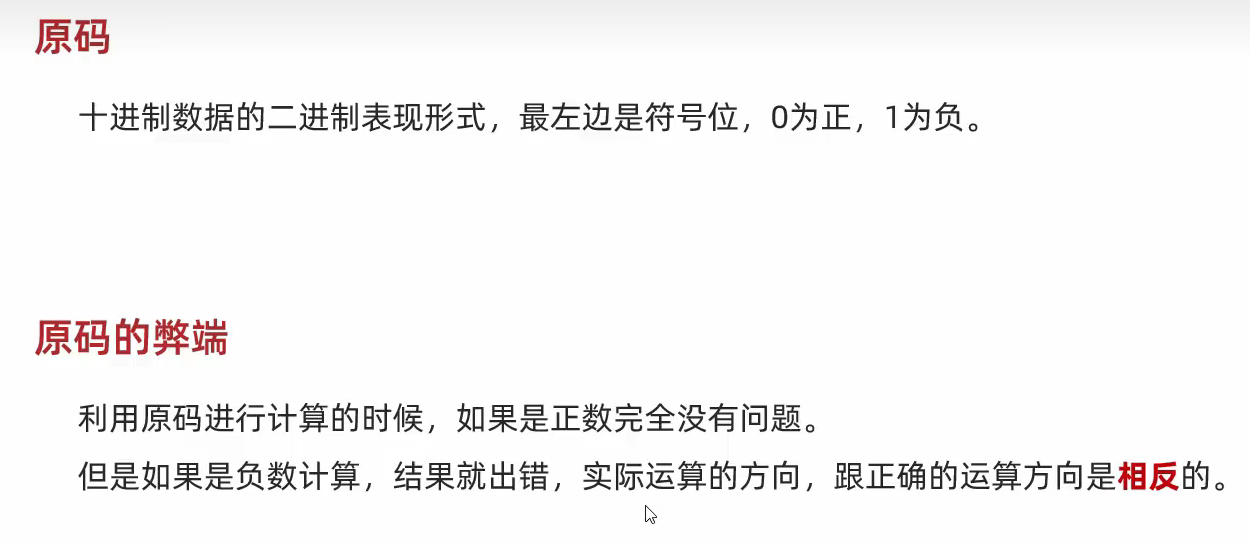 原码
十进制数据的二进制表现形式，最左边是符号位，0为正，1为负。
原码的弊端
利用原码进行计算的时候，如果是正数完全没有问题。
但是如果是负数计算，结果就出错，实际运算的方向，跟正确的运算方向是相反的。